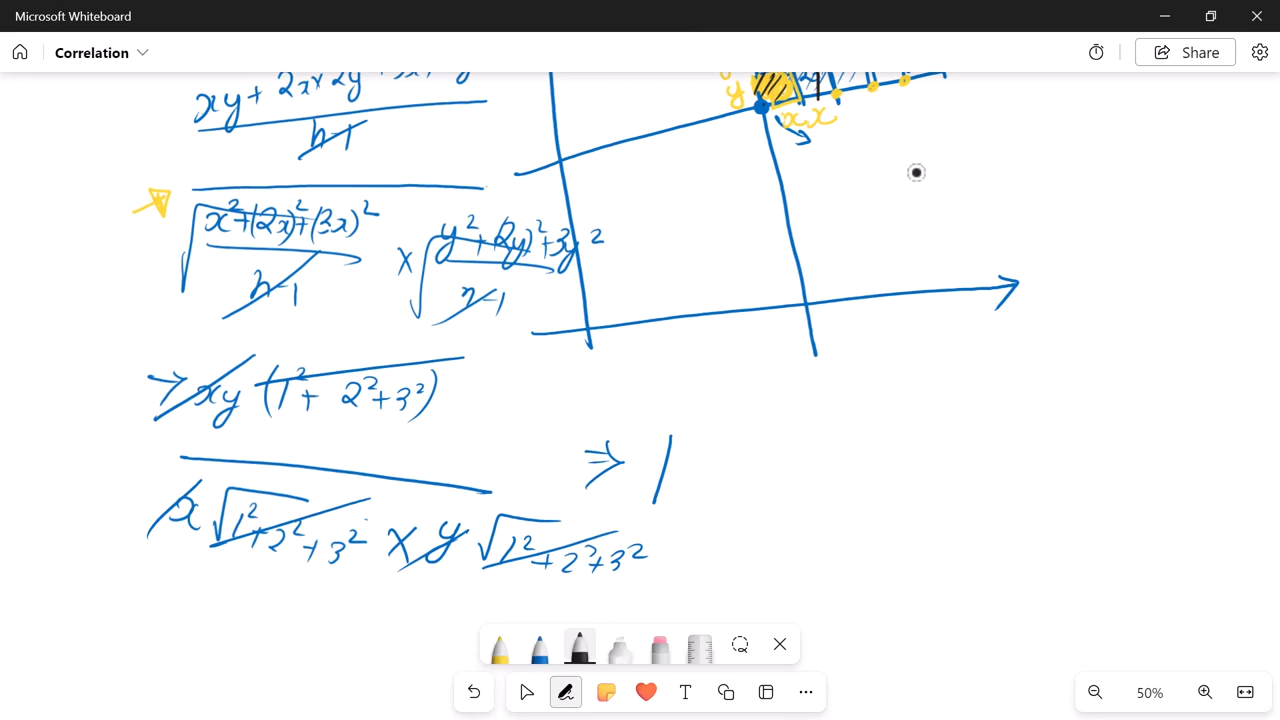 Microsoft Whiteboard
Correlation
Share
xy + 2x × 2y +
n-1
y
x x
√x²+(2x)²+(3x)²
n-1
× √y²+(2y)²+3y²
n-1
→ xy (1²+ 2²+3²)
⇒ 1
x √1²+2²+3² × y √1²+2²+3²
50%